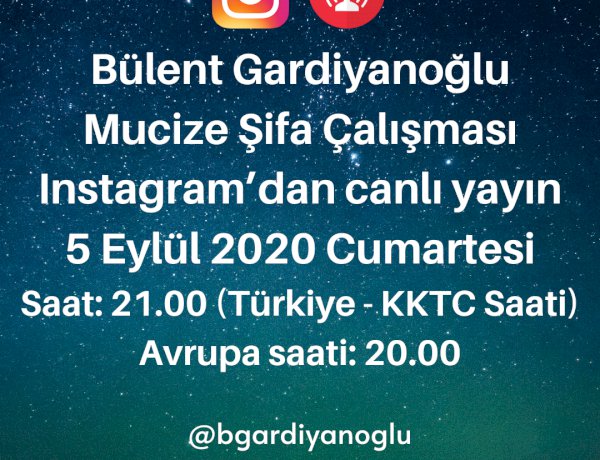 Bülent Gardiyanoğlu
Mucize Şifa Çalışması
Instagram’dan canlı yayın
5 Eylül 2020 Cumartesi
Saat: 21.00 (Türkiye - KKTC Saati)
Avrupa saati: 20.00
@bgardiyanoglu